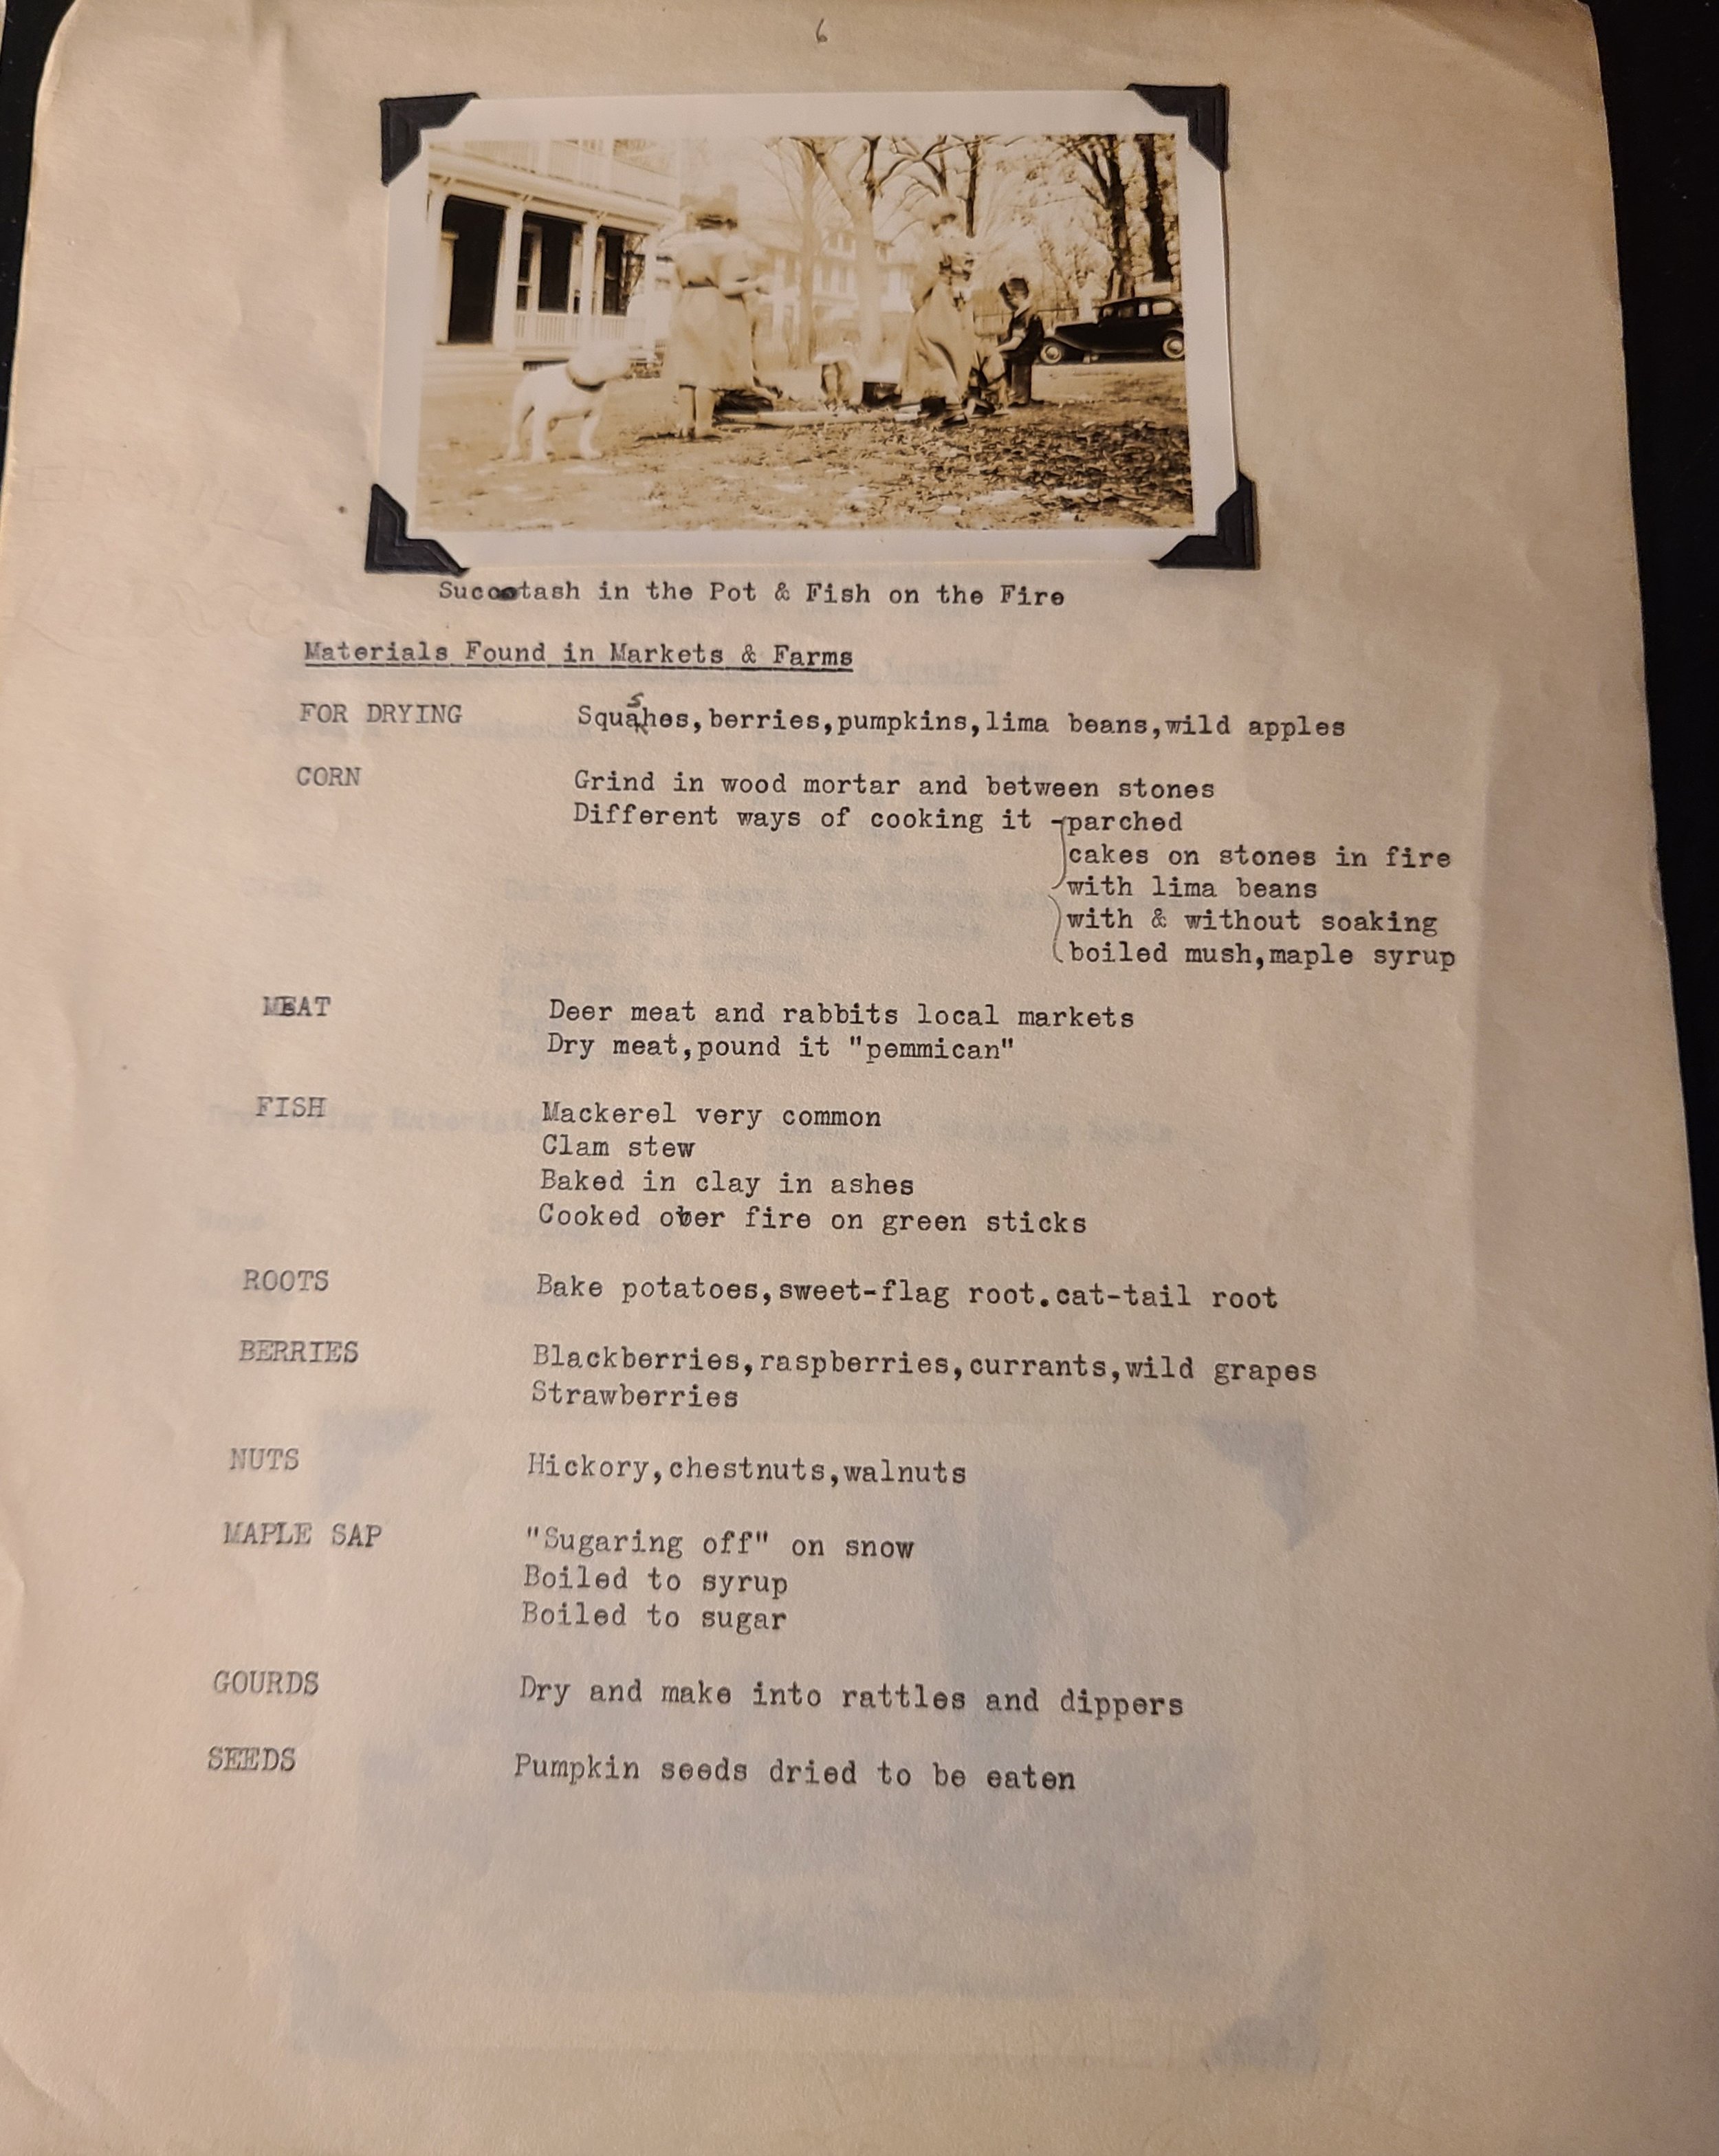 6
Succotash in the Pot & Fish on the Fire
Materials Found in Markets & Farms
FOR DRYING Squashes,berries,pumpkins,lima beans,wild apples
CORN Grind in wood mortar and between stones
Different ways of cooking it - parched
cakes on stones in fire
with lima beans
with & without soaking
boiled mush,maple syrup
MEAT Deer meat and rabbits local markets
Dry meat,pound it "pemmican"
FISH Mackerel very common
Clam stew
Baked in clay in ashes
Cooked over fire on green sticks
ROOTS Bake potatoes,sweet-flag root.cat-tail root
BERRIES Blackberries,raspberries,currants,wild grapes
Strawberries
NUTS Hickory,chestnuts,walnuts
MAPLE SAP "Sugaring off" on snow
Boiled to syrup
Boiled to sugar
GOURDS Dry and make into rattles and dippers
SEEDS Pumpkin seeds dried to be eaten